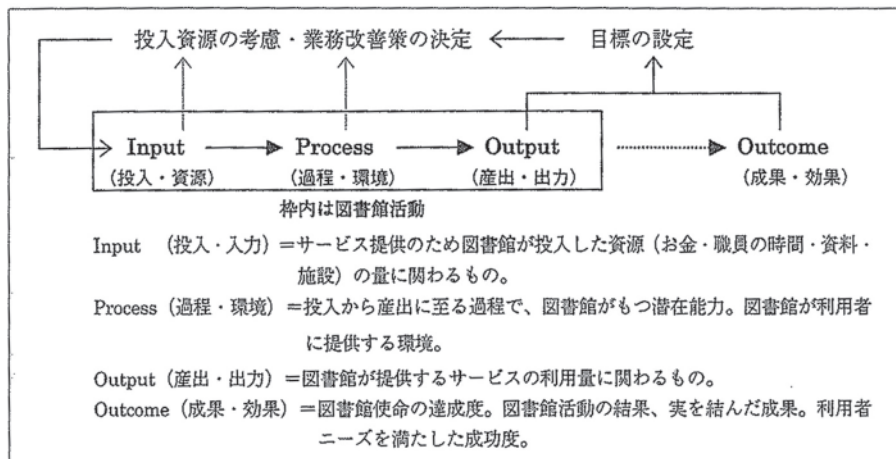 投入資源の考慮・業務改善策の決定 目標の設定
Input Process Output Outcome
(投入・資源) (過程・環境) (産出・出力) (成果・効果)
枠内は図書館活動
Input (投入・入力)=サービス提供のため図書館が投入した資源(お金・職員の時間・資料・
施設)の量に関わるもの。
Process(過程・環境)=投入から産出に至る過程で、図書館がもつ潜在能力。図書館が利用者
に提供する環境。
Output(産出・出力)=図書館が提供するサービスの利用量に関わるもの。
Outcome(成果・効果)=図書館使命の達成度。図書館活動の結果、実を結んだ成果。利用者
ニーズを満たした成功度。